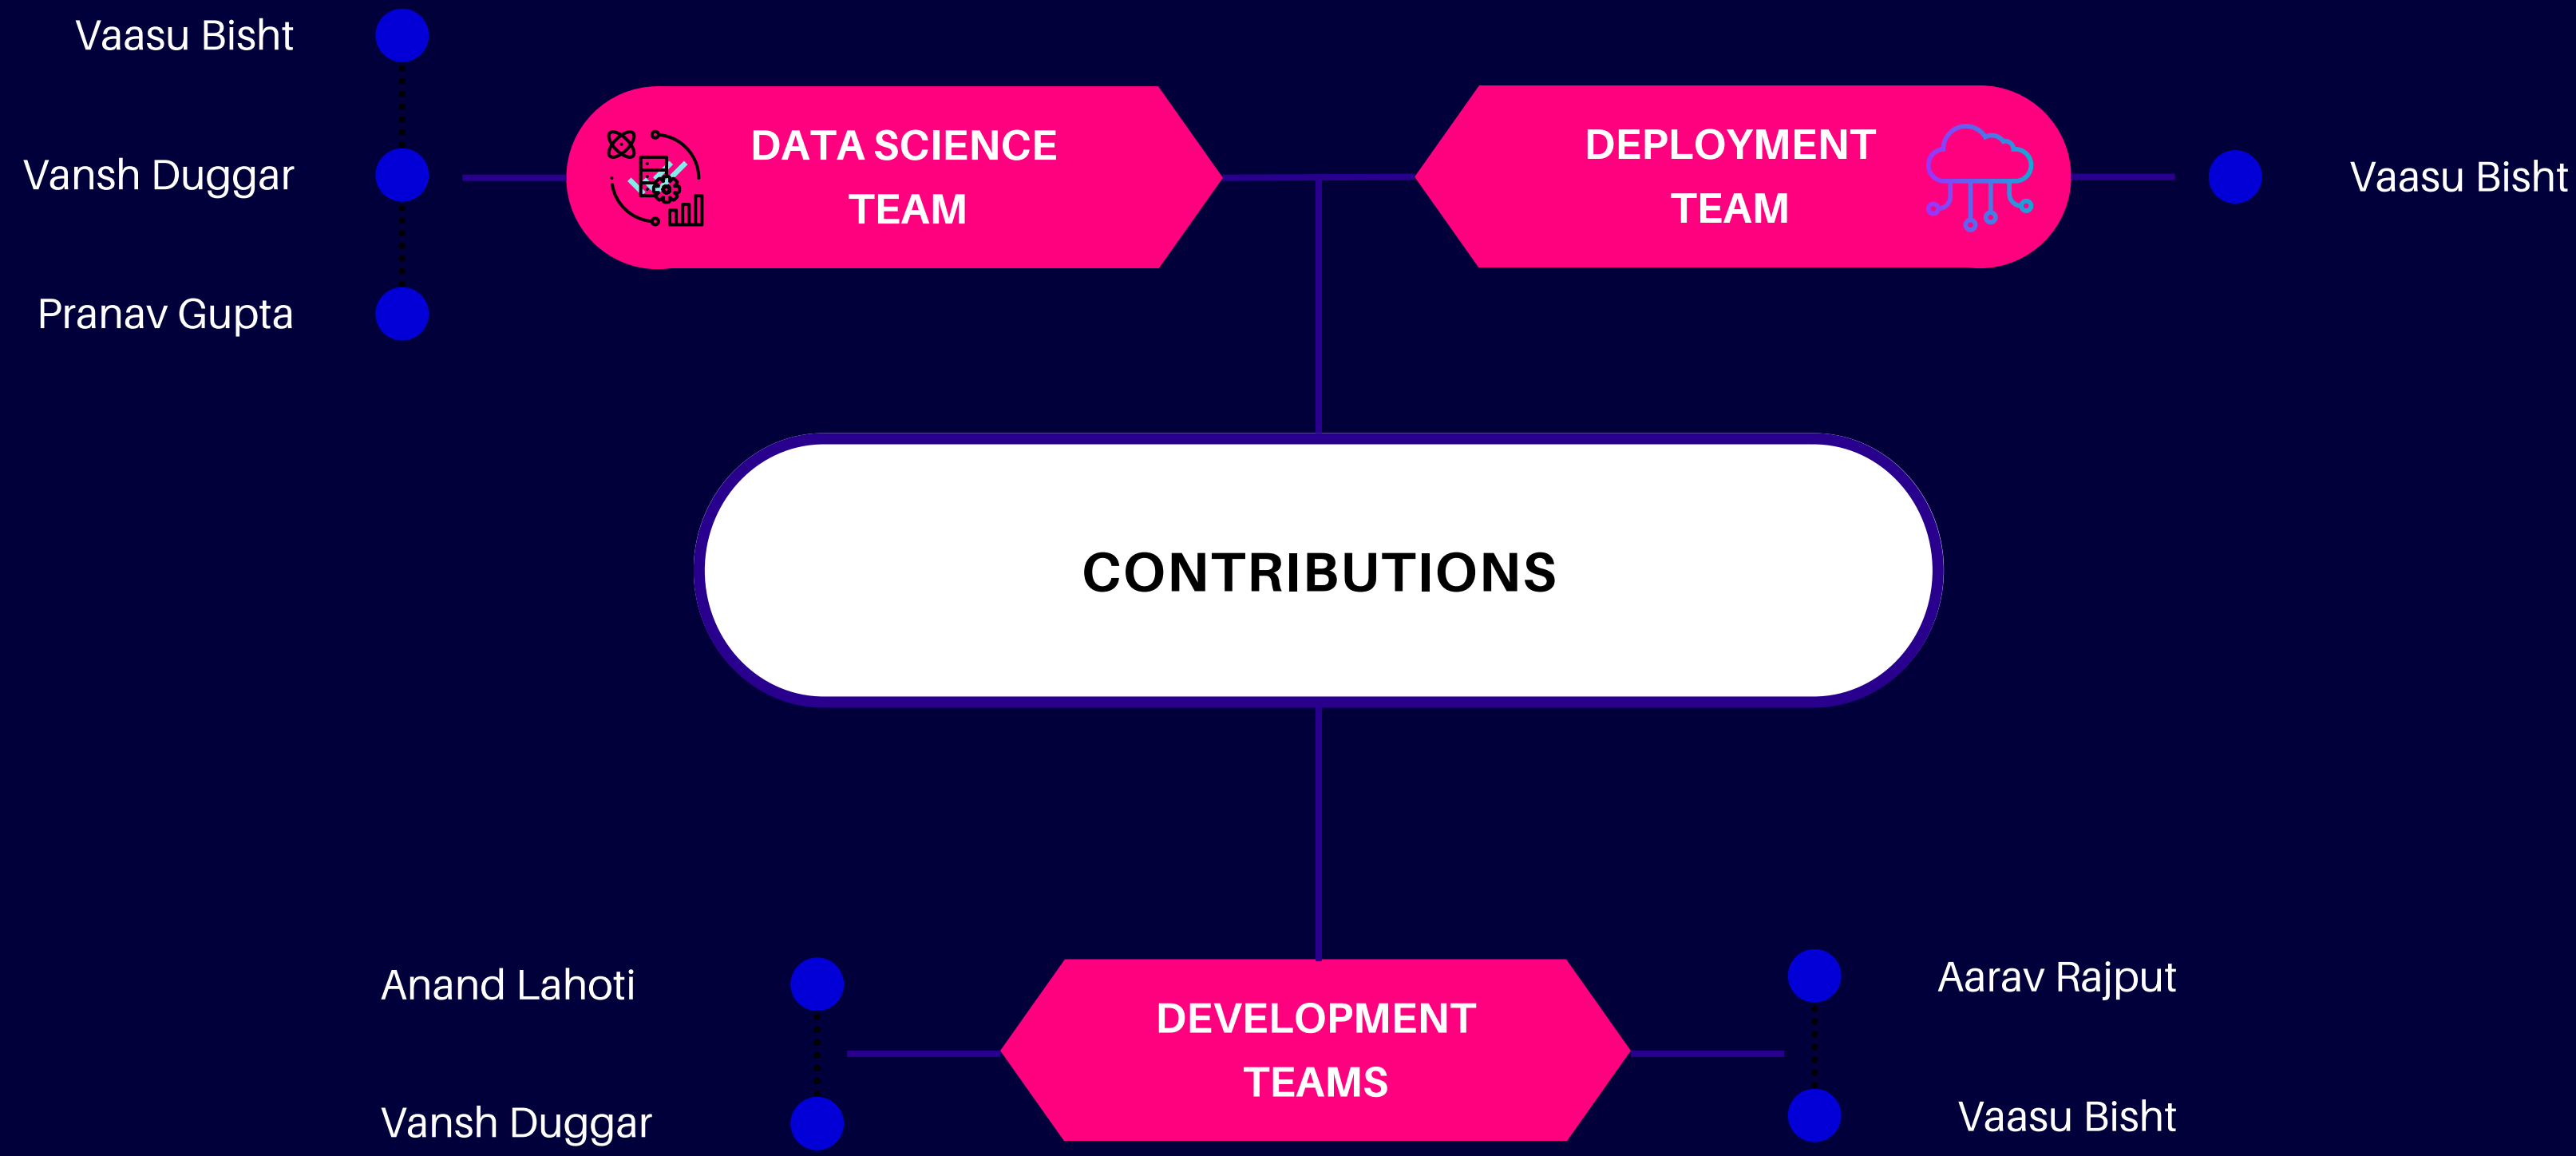 Vaasu Bisht
Vansh Duggar
Pranav Gupta
DATA SCIENCE
TEAM
DEPLOYMENT
TEAM
Vaasu Bisht
CONTRIBUTIONS
Anand Lahoti
Vansh Duggar
DEVELOPMENT
TEAMS
Aarav Rajput
Vaasu Bisht